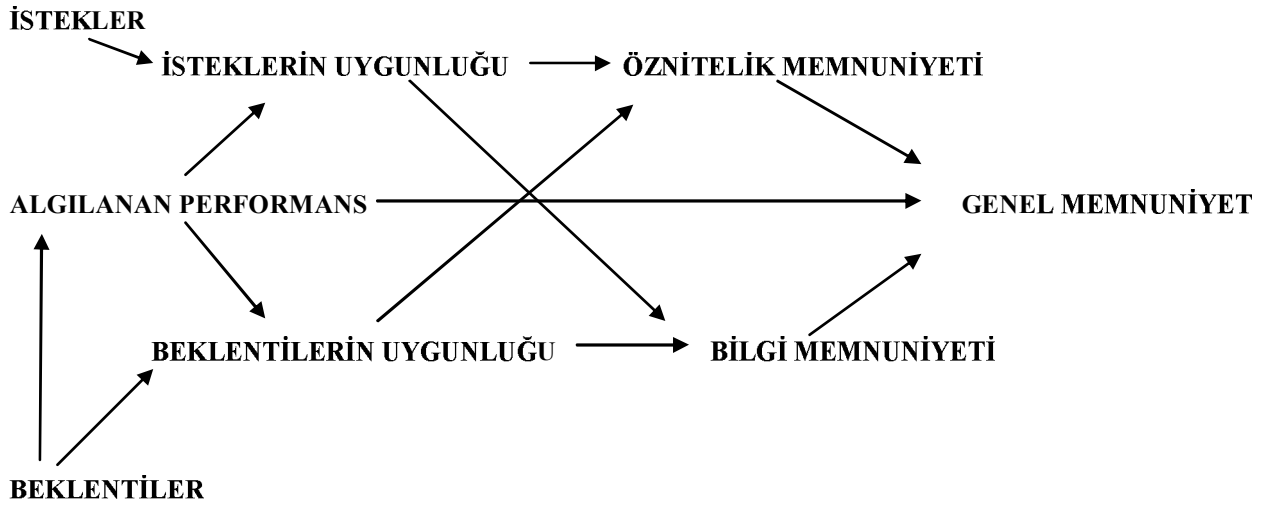 İSTEKLER
İSTEKLERİN UYGUNLUĞU
ÖZNİTELİK MEMNUNİYETİ
ALGILANAN PERFORMANS
GENEL MEMNUNİYET
BEKLENTİLERİN UYGUNLUĞU
BİLGİ MEMNUNİYETİ
BEKLENTİLER